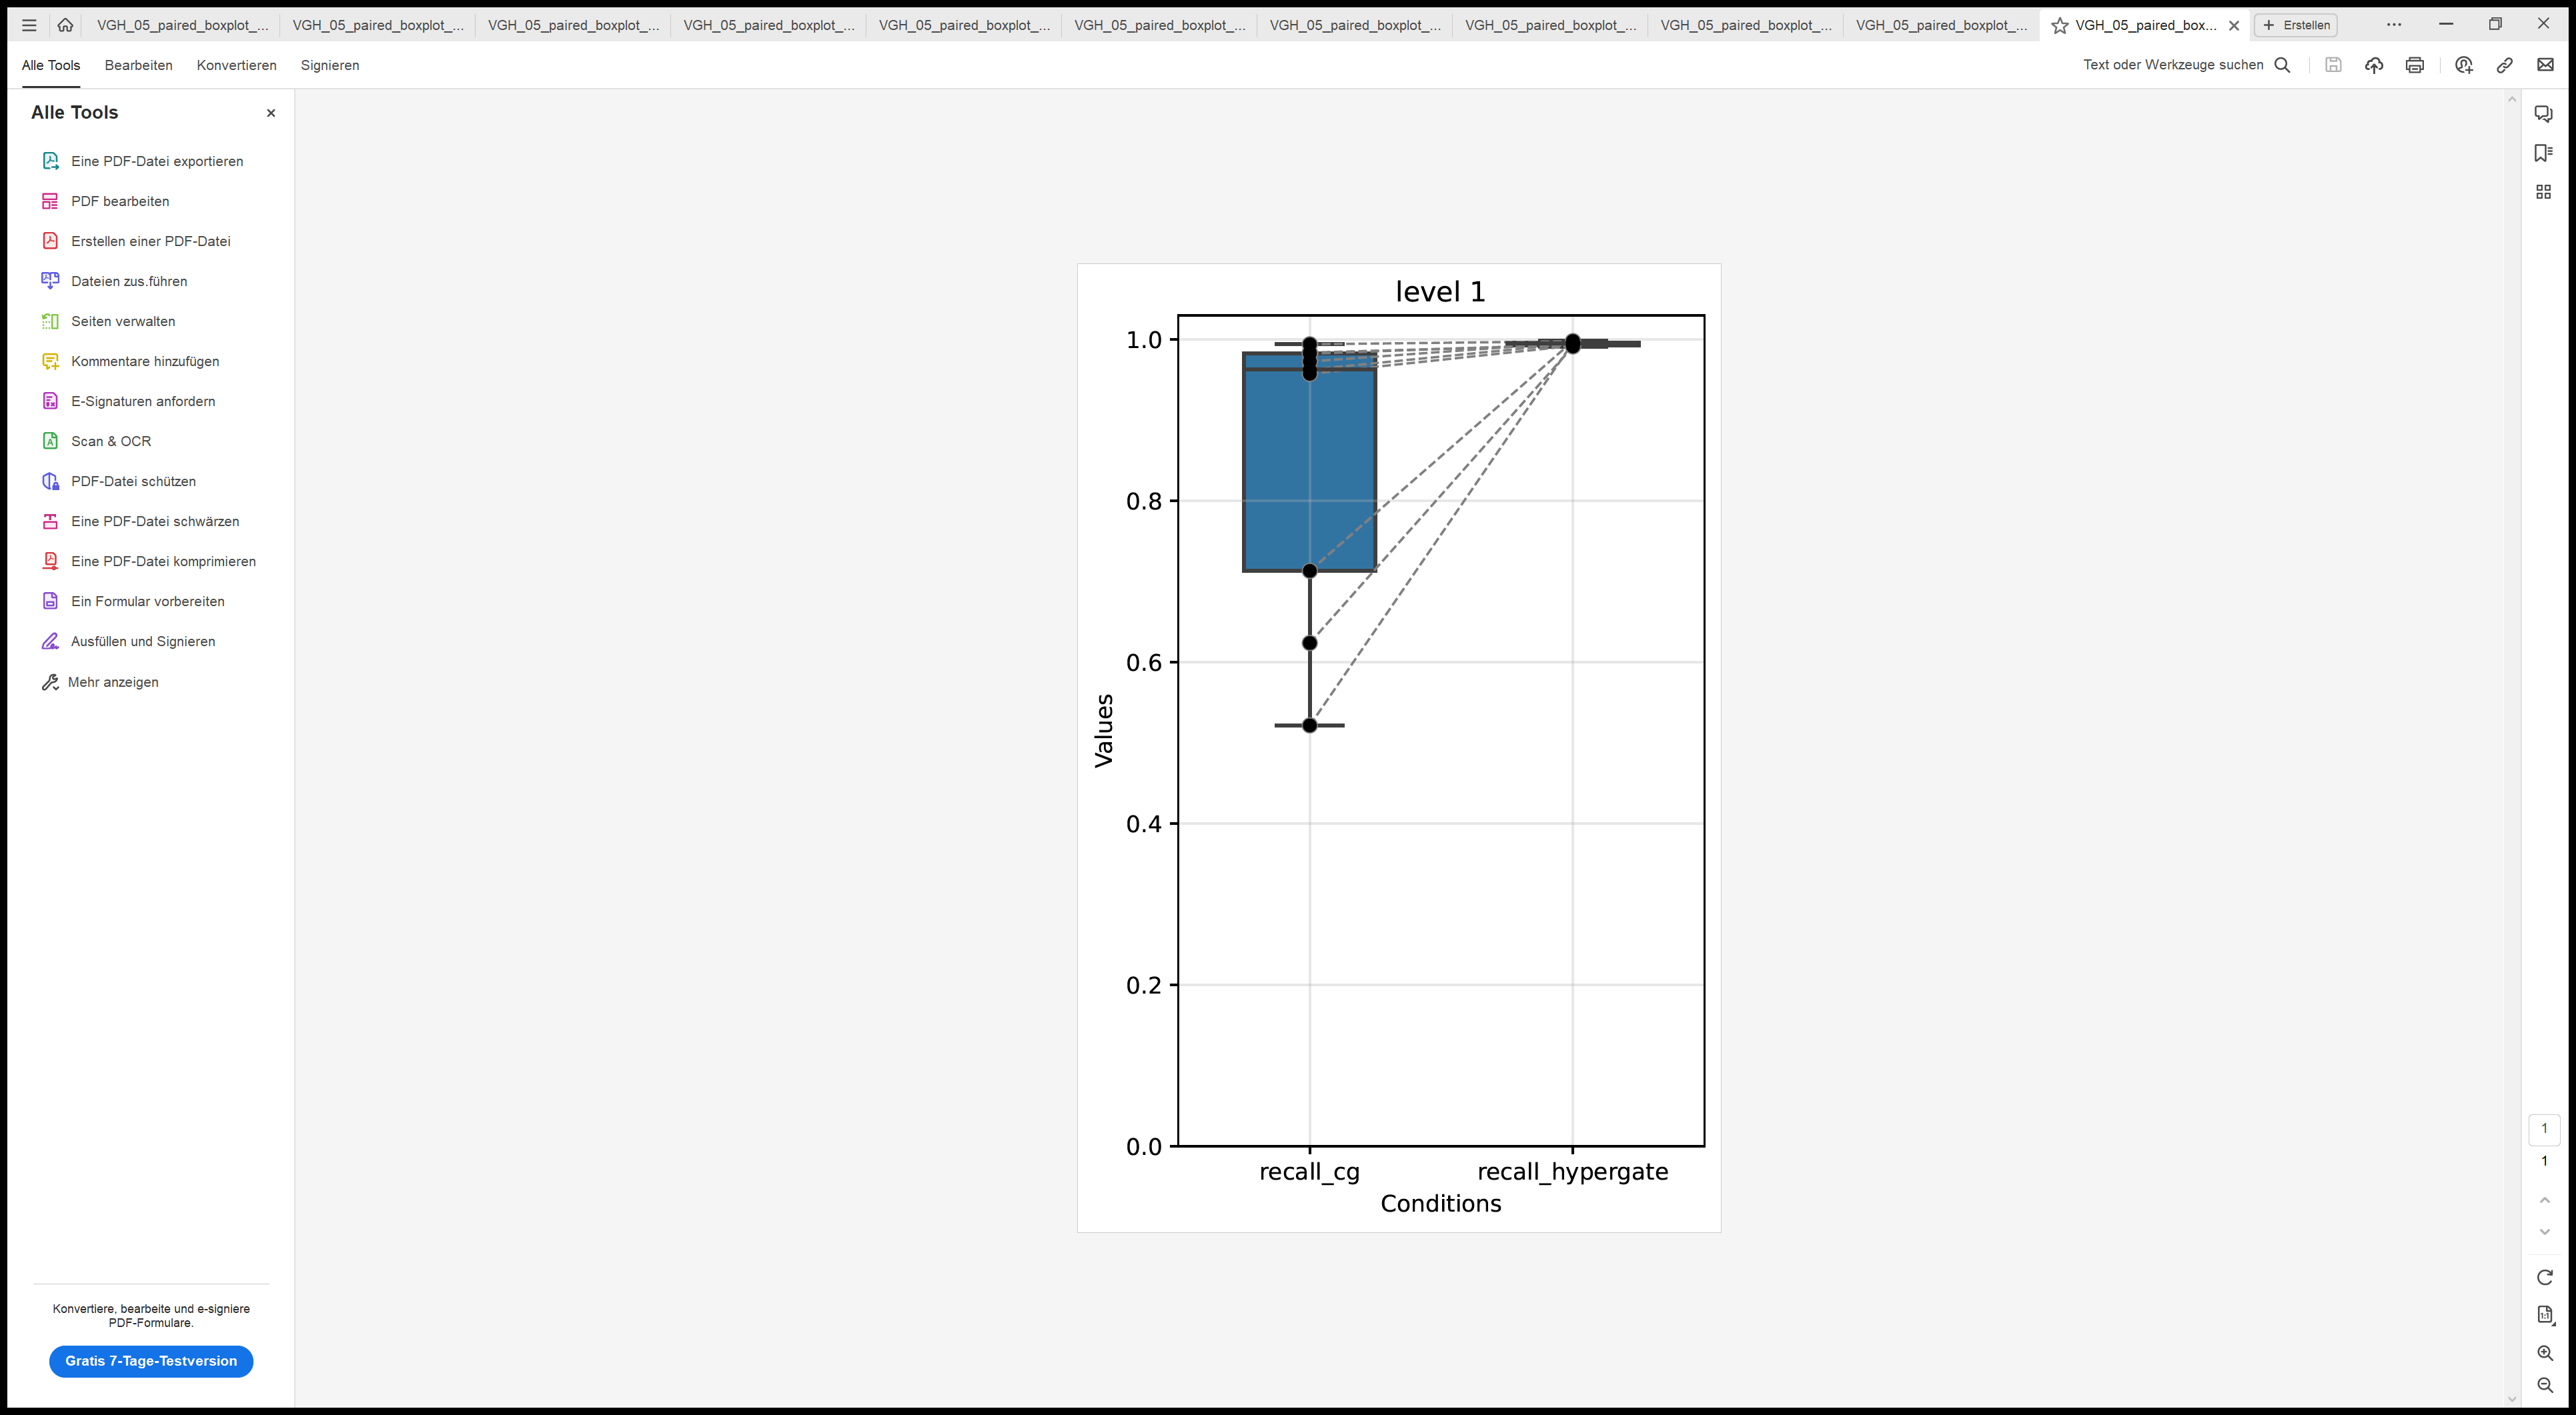 VGH_05_paired_boxplot_... VGH_05_paired_boxplot_... VGH_05_paired_boxplot_... VGH_05_paired_boxplot_... VGH_05_paired_boxplot_... VGH_05_paired_boxplot_... VGH_05_paired_boxplot_... VGH_05_paired_boxplot_... VGH_05_paired_boxplot_... VGH_05_paired_boxplot_... VGH_05_paired_box... Erstellen
Alle Tools Bearbeiten Konvertieren Signieren Text oder Werkzeuge suchen
Alle Tools
Eine PDF-Datei exportieren
PDF bearbeiten
Erstellen einer PDF-Datei
Dateien zus.führen
Seiten verwalten
Kommentare hinzufügen
E-Signaturen anfordern
Scan & OCR
PDF-Datei schützen
Eine PDF-Datei schwärzen
Eine PDF-Datei komprimieren
Ein Formular vorbereiten
Ausfüllen und Signieren
Mehr anzeigen
Konvertiere, bearbeite und e-signiere
PDF-Formulare.
Gratis 7-Tage-Testversion
level 1
1.0
0.8
0.6
0.4
0.2
0.0
Values
recall_cg recall_hypergate
Conditions
1
1